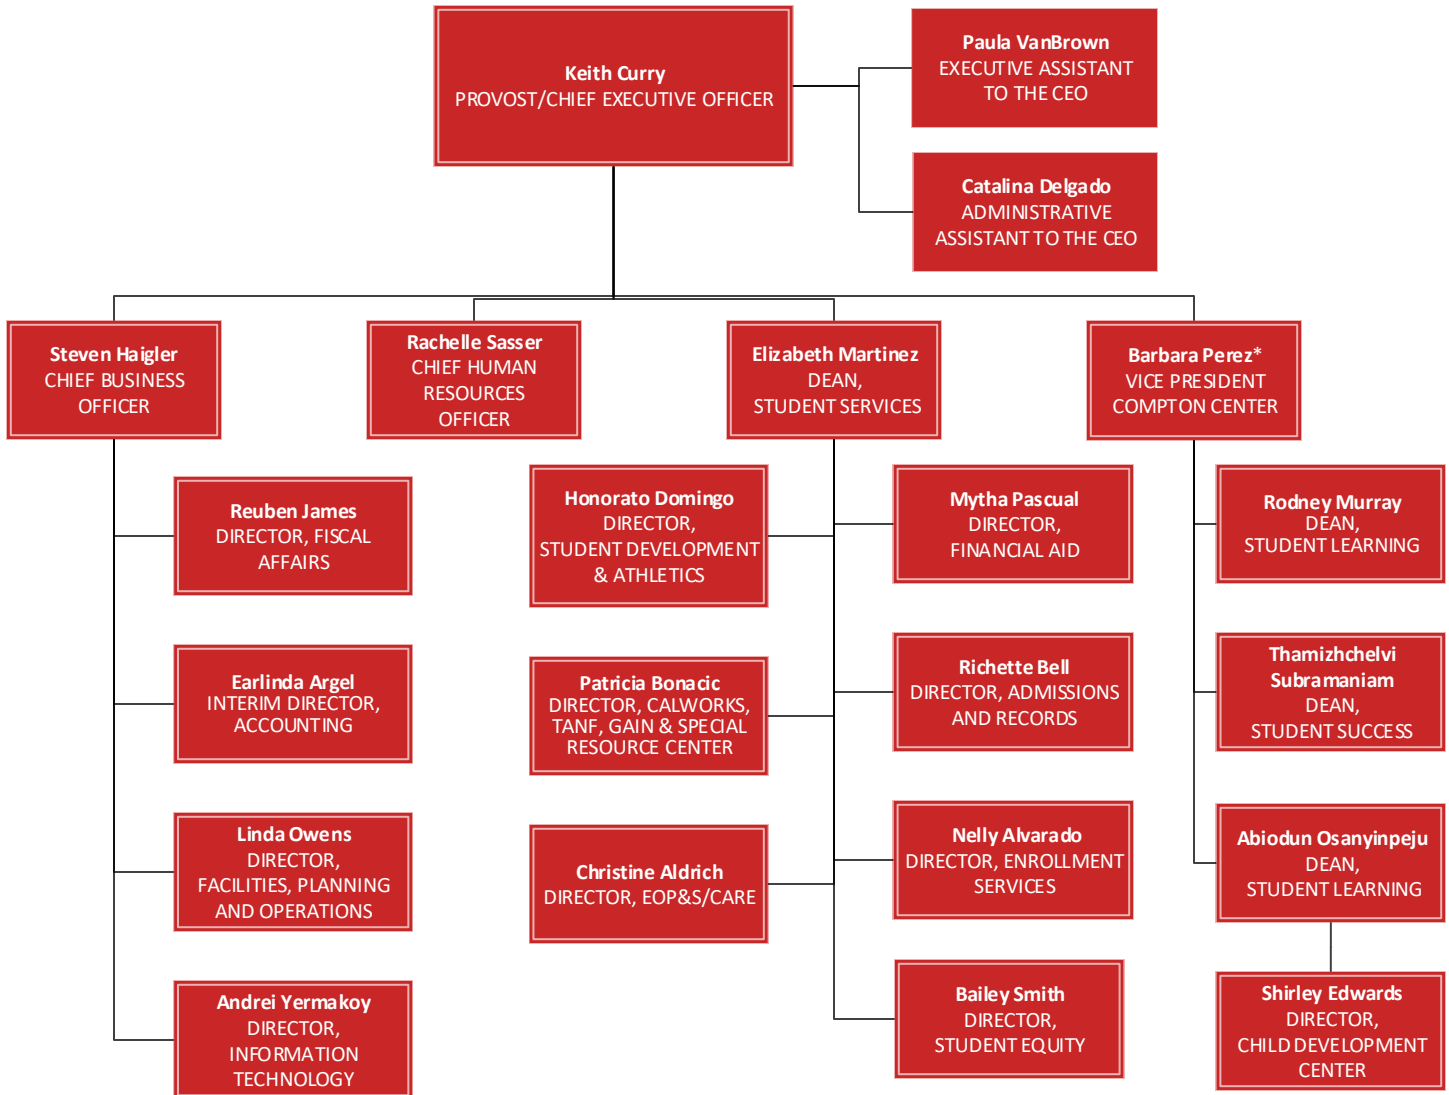 Keith Curry
PROVOST/CHIEF EXECUTIVE OFFICER
Paula VanBrown
EXECUTIVE ASSISTANT
TO THE CEO
Catalina Delgado
ADMINISTRATIVE
ASSISTANT TO THE CEO
Steven Haigler
CHIEF BUSINESS
OFFICER
Rachelle Sasser
CHIEF HUMAN
RESOURCES
OFFICER
Elizabeth Martinez
DEAN,
STUDENT SERVICES
Barbara Perez*
VICE PRESIDENT
COMPTON CENTER
Reuben James
DIRECTOR, FISCAL
AFFAIRS
Earlinda Argel
INTERIM DIRECTOR,
ACCOUNTING
Linda Owens
DIRECTOR,
FACILITIES, PLANNING
AND OPERATIONS
Andrei Yermakoy
DIRECTOR,
INFORMATION
TECHNOLOGY
Honorato Domingo
DIRECTOR,
STUDENT DEVELOPMENT
& ATHLETICS
Patricia Bonacic
DIRECTOR, CALWORKS,
TANF, GAIN & SPECIAL
RESOURCE CENTER
Christine Aldrich
DIRECTOR, EOP&S/CARE
Mytha Pascual
DIRECTOR,
FINANCIAL AID
Richette Bell
DIRECTOR, ADMISSIONS
AND RECORDS
Nelly Alvarado
DIRECTOR, ENROLLMENT
SERVICES
Bailey Smith
DIRECTOR,
STUDENT EQUITY
Rodney Murray
DEAN,
STUDENT LEARNING
Thamizhchelvi
Subramaniam
DEAN,
STUDENT SUCCESS
Abiodun Osanyinpeju
DEAN,
STUDENT LEARNING
Shirley Edwards
DIRECTOR,
CHILD DEVELOPMENT
CENTER